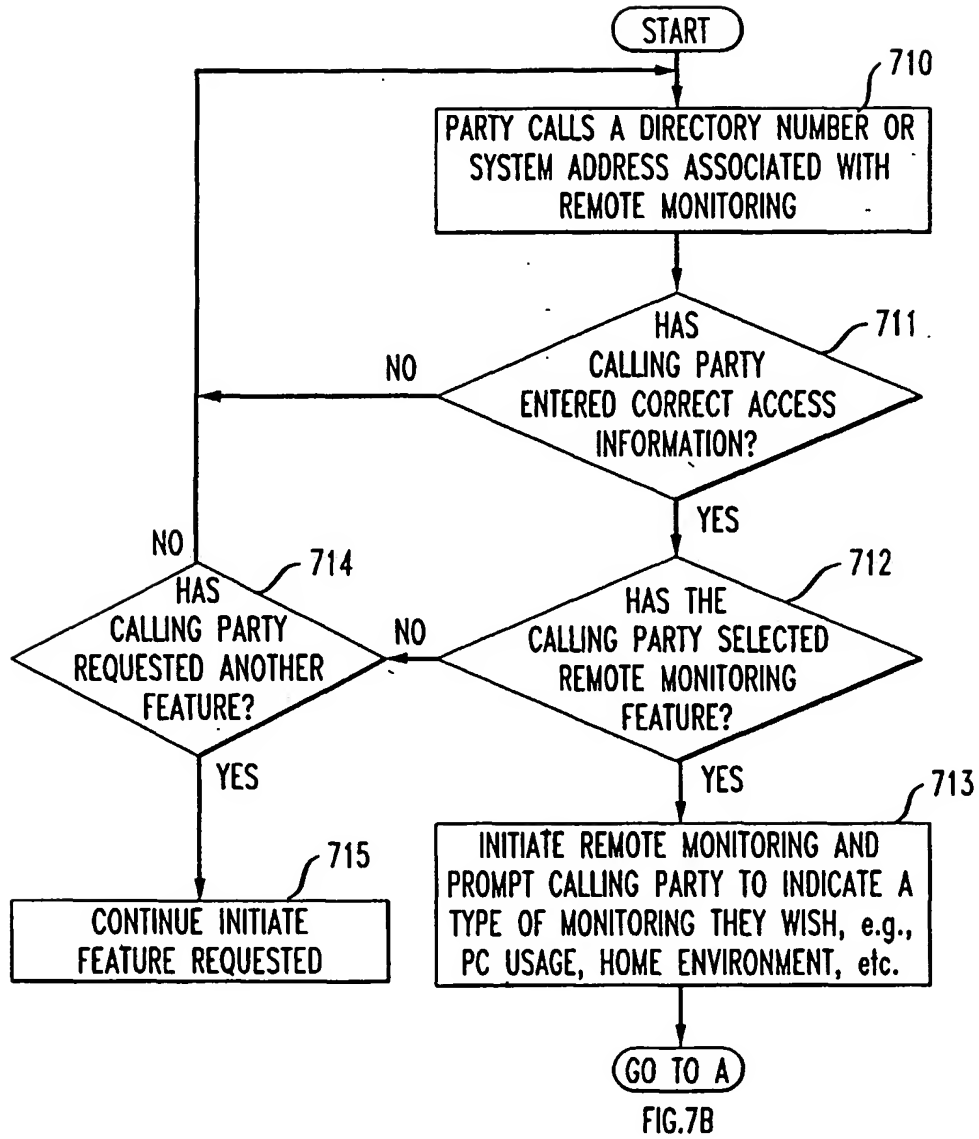 START
710
PARTY CALLS A DIRECTORY NUMBER OR
SYSTEM ADDRESS ASSOCIATED WITH
REMOTE MONITORING
711
HAS
CALLING PARTY
ENTERED CORRECT ACCESS
INFORMATION?
NO
YES
712
HAS THE
CALLING PARTY SELECTED
REMOTE MONITORING
FEATURE?
NO
YES
714
HAS
CALLING PARTY
REQUESTED ANOTHER
FEATURE?
NO
YES
715
CONTINUE INITIATE
FEATURE REQUESTED
713
INITIATE REMOTE MONITORING AND
PROMPT CALLING PARTY TO INDICATE A
TYPE OF MONITORING THEY WISH, e.g.,
PC USAGE, HOME ENVIRONMENT, etc.
GO TO A
FIG.7B